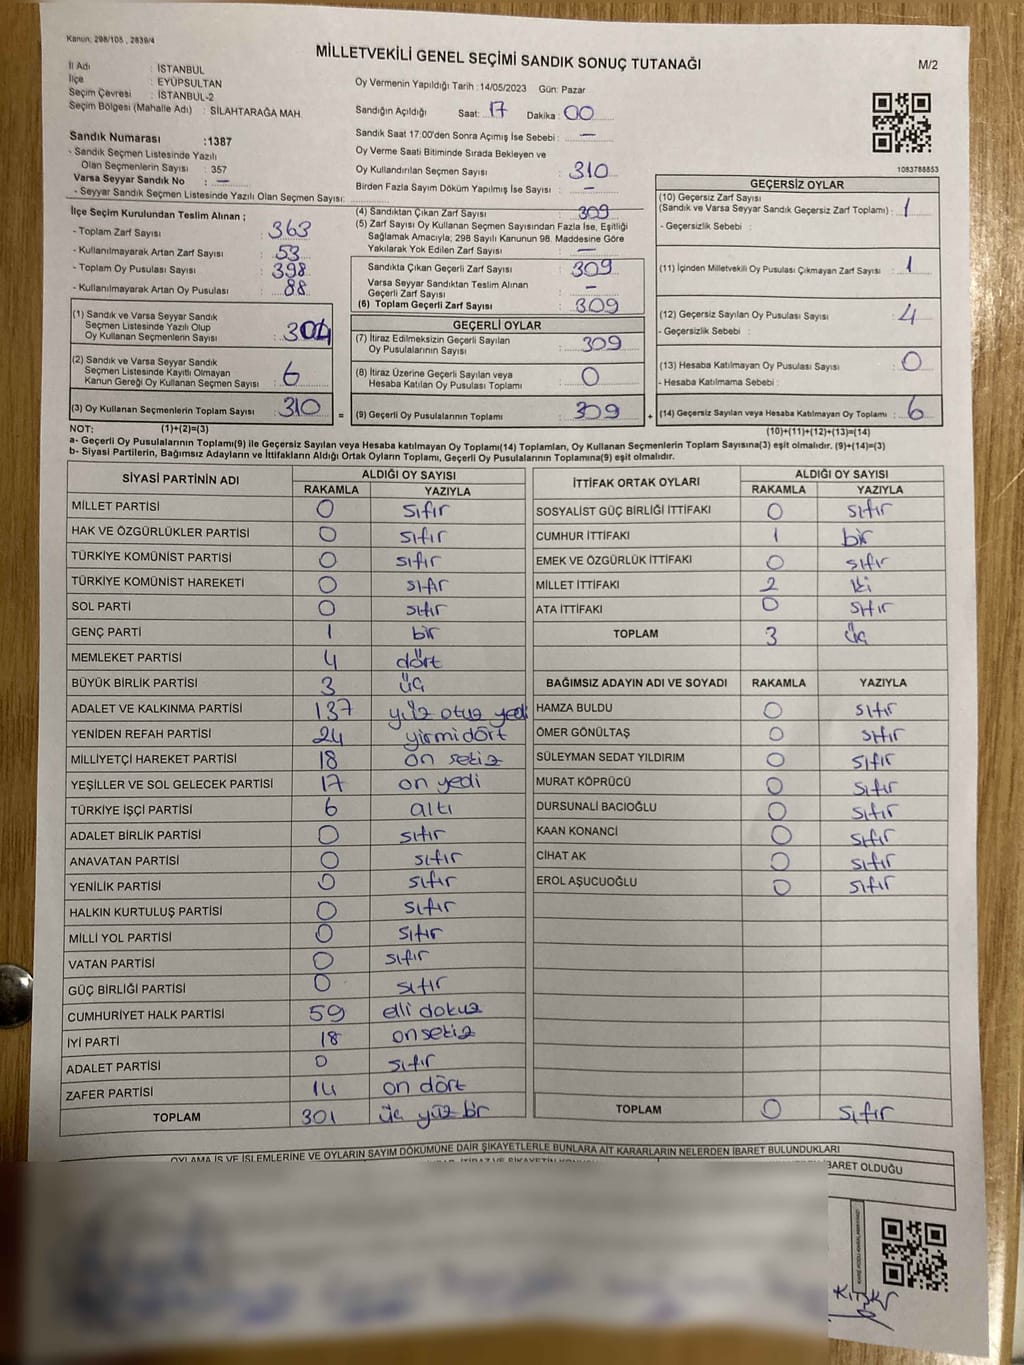 Kanun: 298/105 , 2839/4
MİLLETVEKİLİ GENEL SEÇİMİ SANDIK SONUÇ TUTANAĞI
M/2
İl Adı : İSTANBUL
İlçe : EYÜPSULTAN
Seçim Çevresi : İSTANBUL-2
Seçim Bölgesi (Mahalle Adı) : SİLAHTARAĞA MAH.
Oy Vermenin Yapıldığı Tarih :14/05/2023 Gün: Pazar
Sandığın Açıldığı Saat: 17 Dakika: 00
Sandık Saat 17:00'den Sonra Açımış İse Sebebi : —
Oy Verme Saati Bitiminde Sırada Bekleyen ve
Oy Kullandırılan Seçmen Sayısı : 310
Birden Fazla Sayım Döküm Yapılmış İse Sayısı : —
1083788853
Sandık Numarası :1387
- Sandık Seçmen Listesinde Yazılı
Olan Seçmenlerin Sayısı : 357
Varsa Seyyar Sandık No : —
- Seyyar Sandık Seçmen Listesinde Yazılı Olan Seçmen Sayısı:
İlçe Seçim Kurulundan Teslim Alınan ;
- Toplam Zarf Sayısı : 363
- Kullanılmayarak Artan Zarf Sayısı : 53
- Toplam Oy Pusulası Sayısı : 398
- Kullanılmayarak Artan Oy Pusulası : 88
(1) Sandık ve Varsa Seyyar Sandık
Seçmen Listesinde Yazılı Olup
Oy Kullanan Seçmenlerin Sayısı : 304
(2) Sandık ve Varsa Seyyar Sandık
Seçmen Listesinde Kayıtlı Olmayan
Kanun Gereği Oy Kullanan Seçmen Sayısı : 6
(3) Oy Kullanan Seçmenlerin Toplam Sayısı : 310
(4) Sandıktan Çıkan Zarf Sayısı : 309
(5) Zarf Sayısı Oy Kullanan Seçmen Sayısından Fazla İse, Eşitliği
Sağlamak Amacıyla; 298 Sayılı Kanunun 98. Maddesine Göre
Yakılarak Yok Edilen Zarf Sayısı : —
Sandıkta Çıkan Geçerli Zarf Sayısı : 309
Varsa Seyyar Sandıktan Teslim Alınan
Geçerli Zarf Sayısı : —
(6) Toplam Geçerli Zarf Sayısı : 309
GEÇERLİ OYLAR
(7) İtiraz Edilmeksizin Geçerli Sayılan
Oy Pusulalarının Sayısı : 309
(8) İtiraz Üzerine Geçerli Sayılan veya
Hesaba Katılan Oy Pusulası Toplamı : 0
= (9) Geçerli Oy Pusulalarının Toplamı : 309 +
GEÇERSİZ OYLAR
(10) Geçersiz Zarf Sayısı
(Sandık ve Varsa Seyyar Sandık Geçersiz Zarf Toplamı) : 1
- Geçersizlik Sebebi :
(11) İçinden Milletvekili Oy Pusulası Çıkmayan Zarf Sayısı : 1
(12) Geçersiz Sayılan Oy Pusulası Sayısı : 4
- Geçersizlik Sebebi :
(13) Hesaba Katılmayan Oy Pusulası Sayısı : 0
- Hesaba Katılmama Sebebi :
(14) Geçersiz Sayılan veya Hesaba Katılmayan Oy Toplamı : 6
NOT: (1)+(2)=(3) (10)+(11)+(12)+(13)=(14)
a- Geçerli Oy Pusulalarının Toplamı(9) ile Geçersiz Sayılan veya Hesaba katılmayan Oy Toplamı(14) Toplamları, Oy Kullanan Seçmenlerin Toplam Sayısına(3) eşit olmalıdır. (9)+(14)=(3)
b- Siyasi Partilerin, Bağımsız Adayların ve İttifakların Aldığı Ortak Oyların Toplamı, Geçerli Oy Pusulalarının Toplamına(9) eşit olmalıdır.
SİYASİ PARTİNİN ADI ALDIĞI OY SAYISI
RAKAMLA YAZIYLA
MİLLET PARTİSİ 0 sıfır
HAK VE ÖZGÜRLÜKLER PARTİSİ 0 sıfır
TÜRKİYE KOMÜNİST PARTİSİ 0 sıfır
TÜRKİYE KOMÜNİST HAREKETİ 0 sıfır
SOL PARTİ 0 sıfır
GENÇ PARTİ 1 bir
MEMLEKET PARTİSİ 4 dört
BÜYÜK BİRLİK PARTİSİ 3 üç
ADALET VE KALKINMA PARTİSİ 137 yüz otuz yedi
YENİDEN REFAH PARTİSİ 24 yirmidört
MİLLİYETÇİ HAREKET PARTİSİ 18 on sekiz
YEŞİLLER VE SOL GELECEK PARTİSİ 17 on yedi
TÜRKİYE İŞÇİ PARTİSİ 6 altı
ADALET BİRLİK PARTİSİ 0 sıfır
ANAVATAN PARTİSİ 0 sıfır
YENİLİK PARTİSİ 0 sıfır
HALKIN KURTULUŞ PARTİSİ 0 sıfır
MİLLİ YOL PARTİSİ 0 sıfır
VATAN PARTİSİ 0 sıfır
GÜÇ BİRLİĞİ PARTİSİ 0 sıfır
CUMHURİYET HALK PARTİSİ 59 elli dokuz
İYİ PARTİ 18 onsekiz
ADALET PARTİSİ 0 sıfır
ZAFER PARTİSİ 14 on dört
TOPLAM 301 üç yüz bir
İTTİFAK ORTAK OYLARI ALDIĞI OY SAYISI
RAKAMLA YAZIYLA
SOSYALİST GÜÇ BİRLİĞİ İTTİFAKI 0 sıfır
CUMHUR İTTİFAKI 1 bir
EMEK VE ÖZGÜRLÜK İTTİFAKI 0 sıfır
MİLLET İTTİFAKI 2 iki
ATA İTTİFAKI 0 sıfır
TOPLAM 3 üç
BAĞIMSIZ ADAYIN ADI VE SOYADI RAKAMLA YAZIYLA
HAMZA BULDU 0 sıfır
ÖMER GÖNÜLTAŞ 0 sıfır
SÜLEYMAN SEDAT YILDIRIM 0 sıfır
MURAT KÖPRÜCÜ 0 sıfır
DURSUNALİ BACIOĞLU 0 sıfır
KAAN KONANCİ 0 sıfır
CİHAT AK 0 sıfır
EROL AŞUCUOĞLU 0 sıfır
TOPLAM 0 sıfır
OYLAMA İŞ VE İŞLEMLERİNE VE OYLARIN SAYIM DÖKÜMÜNE DAİR ŞİKAYETLERLE BUNLARA AİT KARARLARIN NELERDEN İBARET BULUNDUKLARI
BARET OLDUĞU